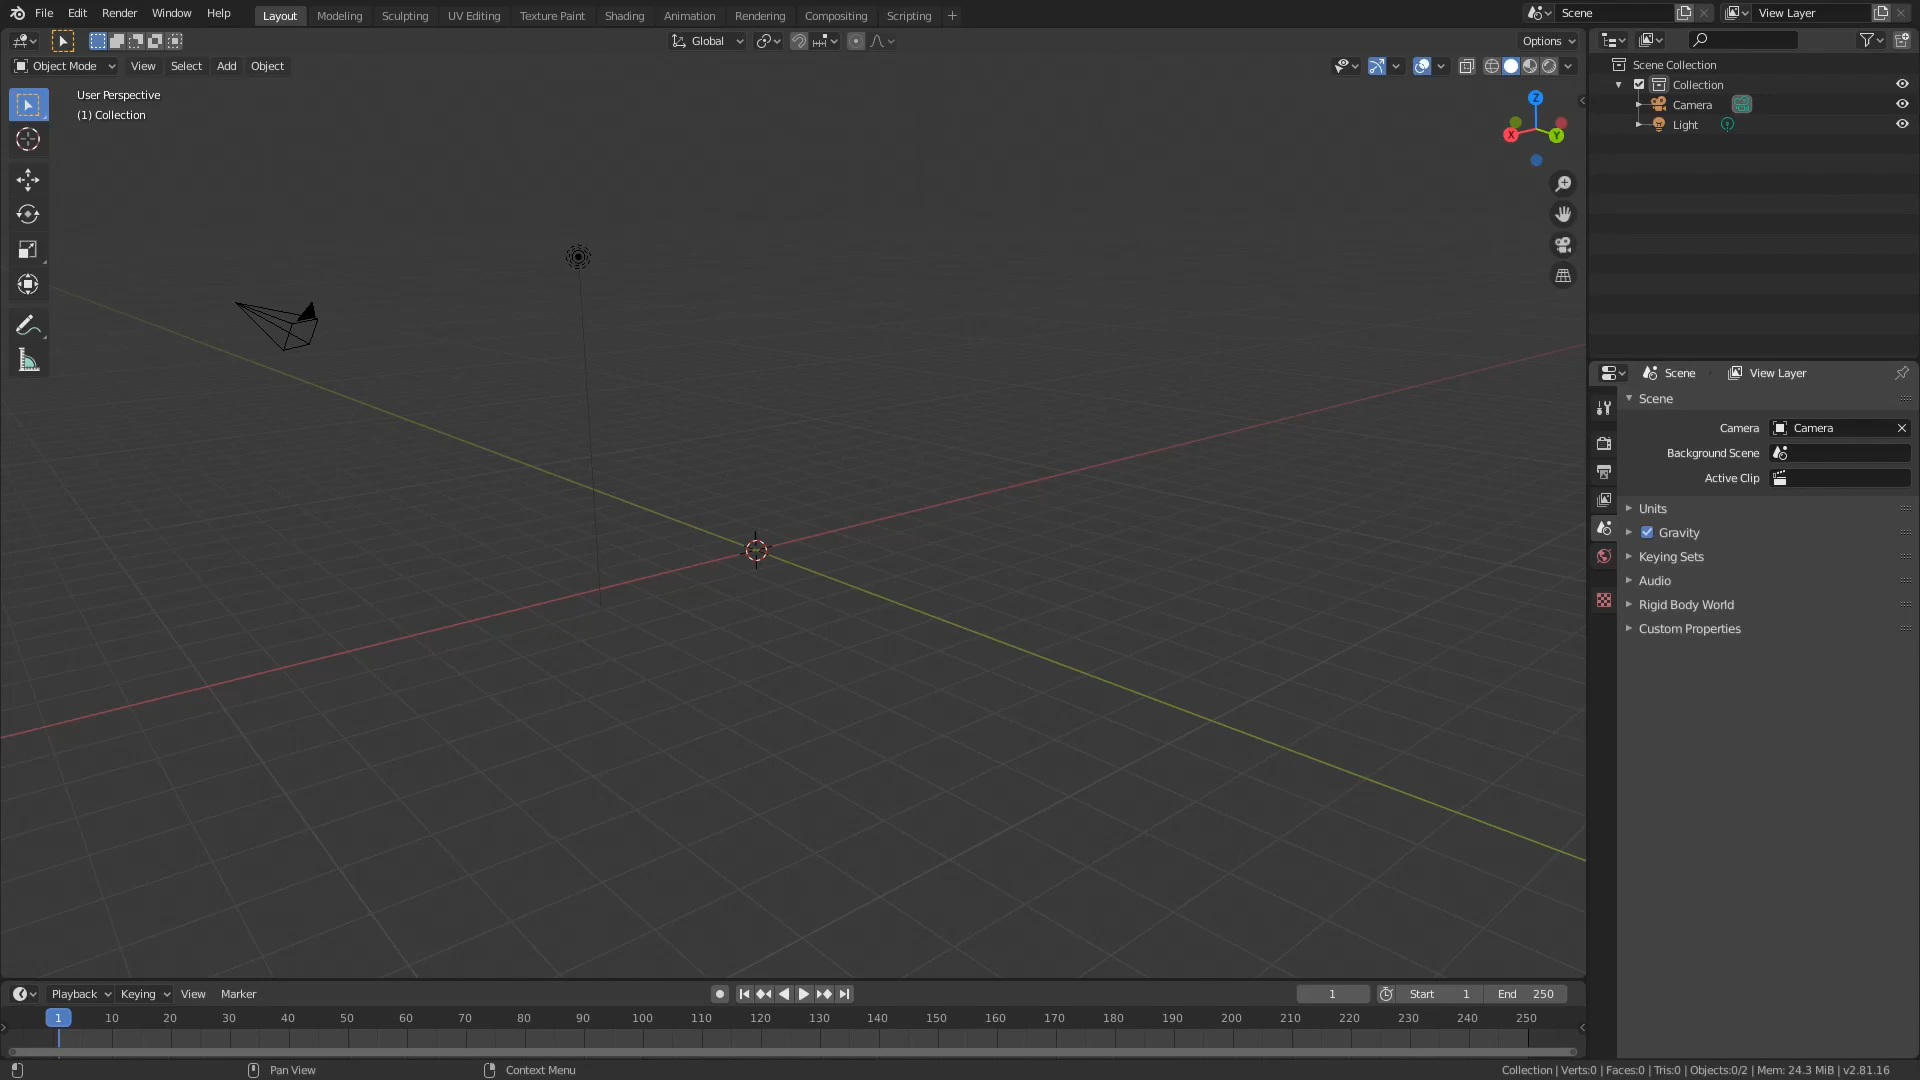 File Edit Render Window Help Layout Modeling Sculpting UV Editing Texture Paint Shading Animation Rendering Compositing Scripting + Scene View Layer
Global Options
Object Mode View Select Add Object
User Perspective
(1) Collection
Z
X
Y
Scene Collection
Collection
Camera
Light
Scene View Layer
Scene
Camera Camera
Background Scene
Active Clip
Units
Gravity
Keying Sets
Audio
Rigid Body World
Custom Properties
Playback Keying View Marker 1 Start 1 End 250
1 10 20 30 40 50 60 70 80 90 100 110 120 130 140 150 160 170 180 190 200 210 220 230 240 250
Pan View Context Menu Collection | Verts:0 | Faces:0 | Tris:0 | Objects:0/2 | Mem: 24.3 MiB | v2.81.16